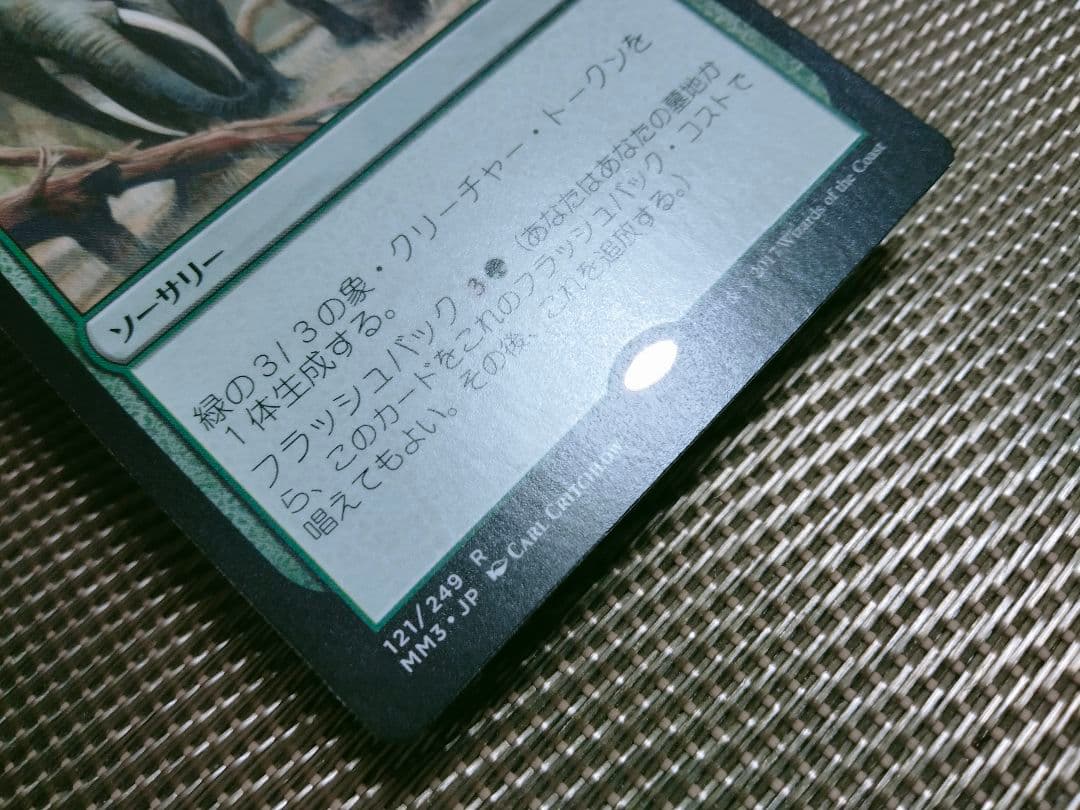 ソーサリー
緑の3/3の象・クリーチャー・トークンを
1体生成する。
フラッシュバック 3 (あなたはあなたの墓地か
ら、このカードをこれのフラッシュバック・コストで
唱えてもよい。その後、これを追放する。)
121/249 R
MM3・JP CARL CRITCHLOW
2017 Wizards of the Coast